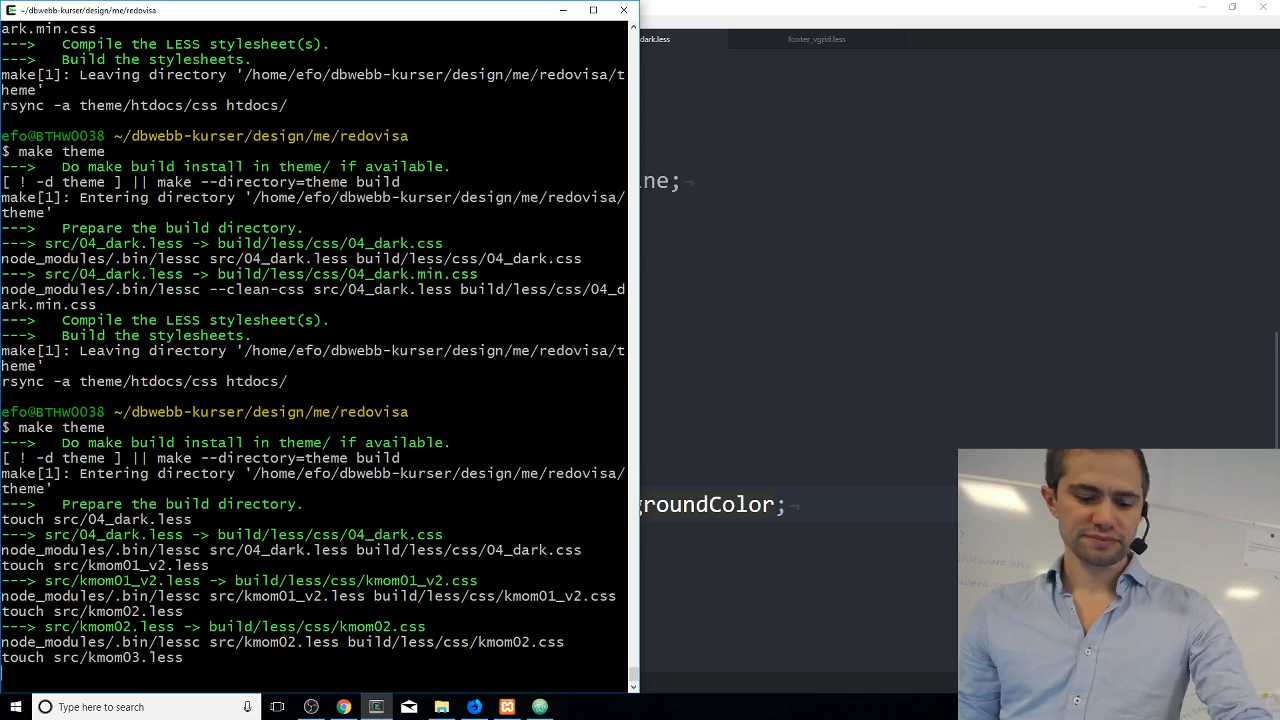 ~/dbwebb-kurser/design/me/redovisa
ark.min.css
---> Compile the LESS stylesheet(s).
---> Build the stylesheets.
make[1]: Leaving directory '/home/efo/dbwebb-kurser/design/me/redovisa/t
heme'
rsync -a theme/htdocs/css htdocs/
efo@BTHW0038 ~/dbwebb-kurser/design/me/redovisa
$ make theme
---> Do make build install in theme/ if available.
[ ! -d theme ] || make --directory=theme build
make[1]: Entering directory '/home/efo/dbwebb-kurser/design/me/redovisa/
theme'
---> Prepare the build directory.
---> src/04_dark.less -> build/less/css/04_dark.css
node_modules/.bin/lessc src/04_dark.less build/less/css/04_dark.css
---> src/04_dark.less -> build/less/css/04_dark.min.css
node_modules/.bin/lessc --clean-css src/04_dark.less build/less/css/04_d
ark.min.css
---> Compile the LESS stylesheet(s).
---> Build the stylesheets.
make[1]: Leaving directory '/home/efo/dbwebb-kurser/design/me/redovisa/t
heme'
rsync -a theme/htdocs/css htdocs/
efo@BTHW0038 ~/dbwebb-kurser/design/me/redovisa
$ make theme
---> Do make build install in theme/ if available.
[ ! -d theme ] || make --directory=theme build
make[1]: Entering directory '/home/efo/dbwebb-kurser/design/me/redovisa/
theme'
---> Prepare the build directory.
touch src/04_dark.less
---> src/04_dark.less -> build/less/css/04_dark.css
node_modules/.bin/lessc src/04_dark.less build/less/css/04_dark.css
touch src/kmom01_v2.less
---> src/kmom01_v2.less -> build/less/css/kmom01_v2.css
node_modules/.bin/lessc src/kmom01_v2.less build/less/css/kmom01_v2.css
touch src/kmom02.less
---> src/kmom02.less -> build/less/css/kmom02.css
node_modules/.bin/lessc src/kmom02.less build/less/css/kmom02.css
touch src/kmom03.less
dark.less
footer_vgrid.less
ne;¬
groundColor;¬
Type here to search